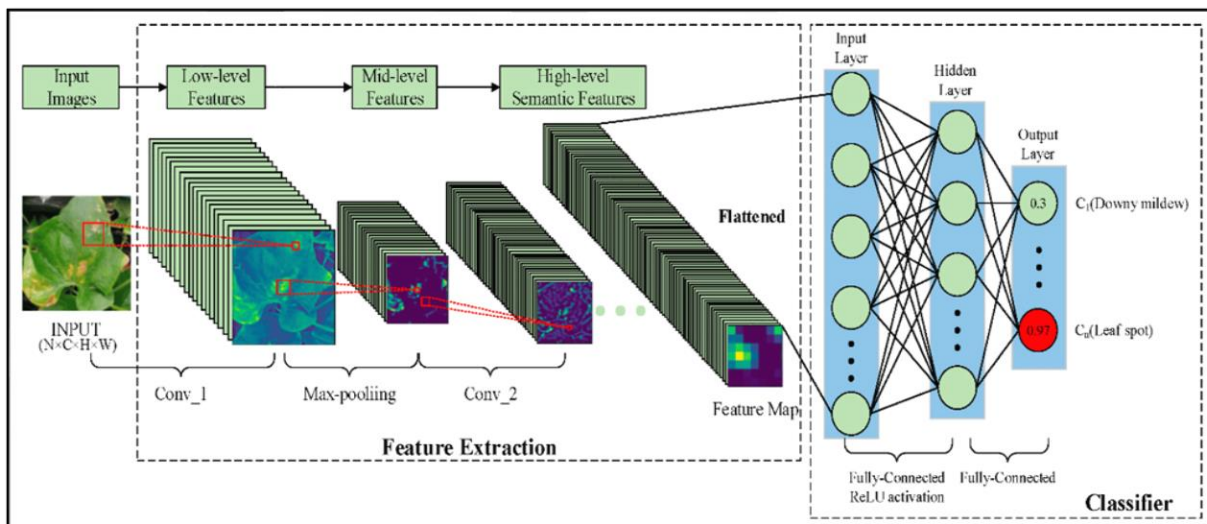 Input
Images
Low-level
Features
Mid-level
Features
High-level
Semantic Features
INPUT
(N×C×H×W)
Conv_1
Max-pooliing
Conv_2
Flattened
Feature Map
Feature Extraction
Input
Layer
Hidden
Layer
Output
Layer
0.3
C₁(Downy mildew)
0.97
Cₙ(Leaf spot)
Fully-Connected
ReLU activation
Fully-Connected
Classifier